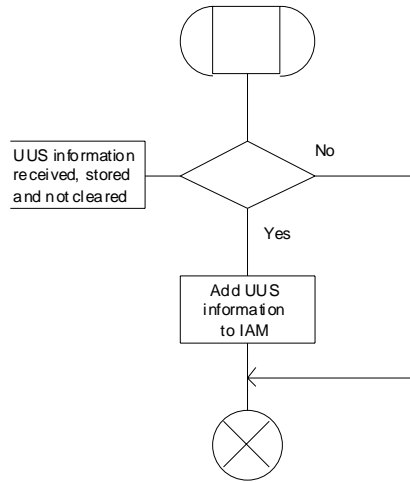 UUS information
received, stored
and not cleared
No
Yes
Add UUS
information
to IAM